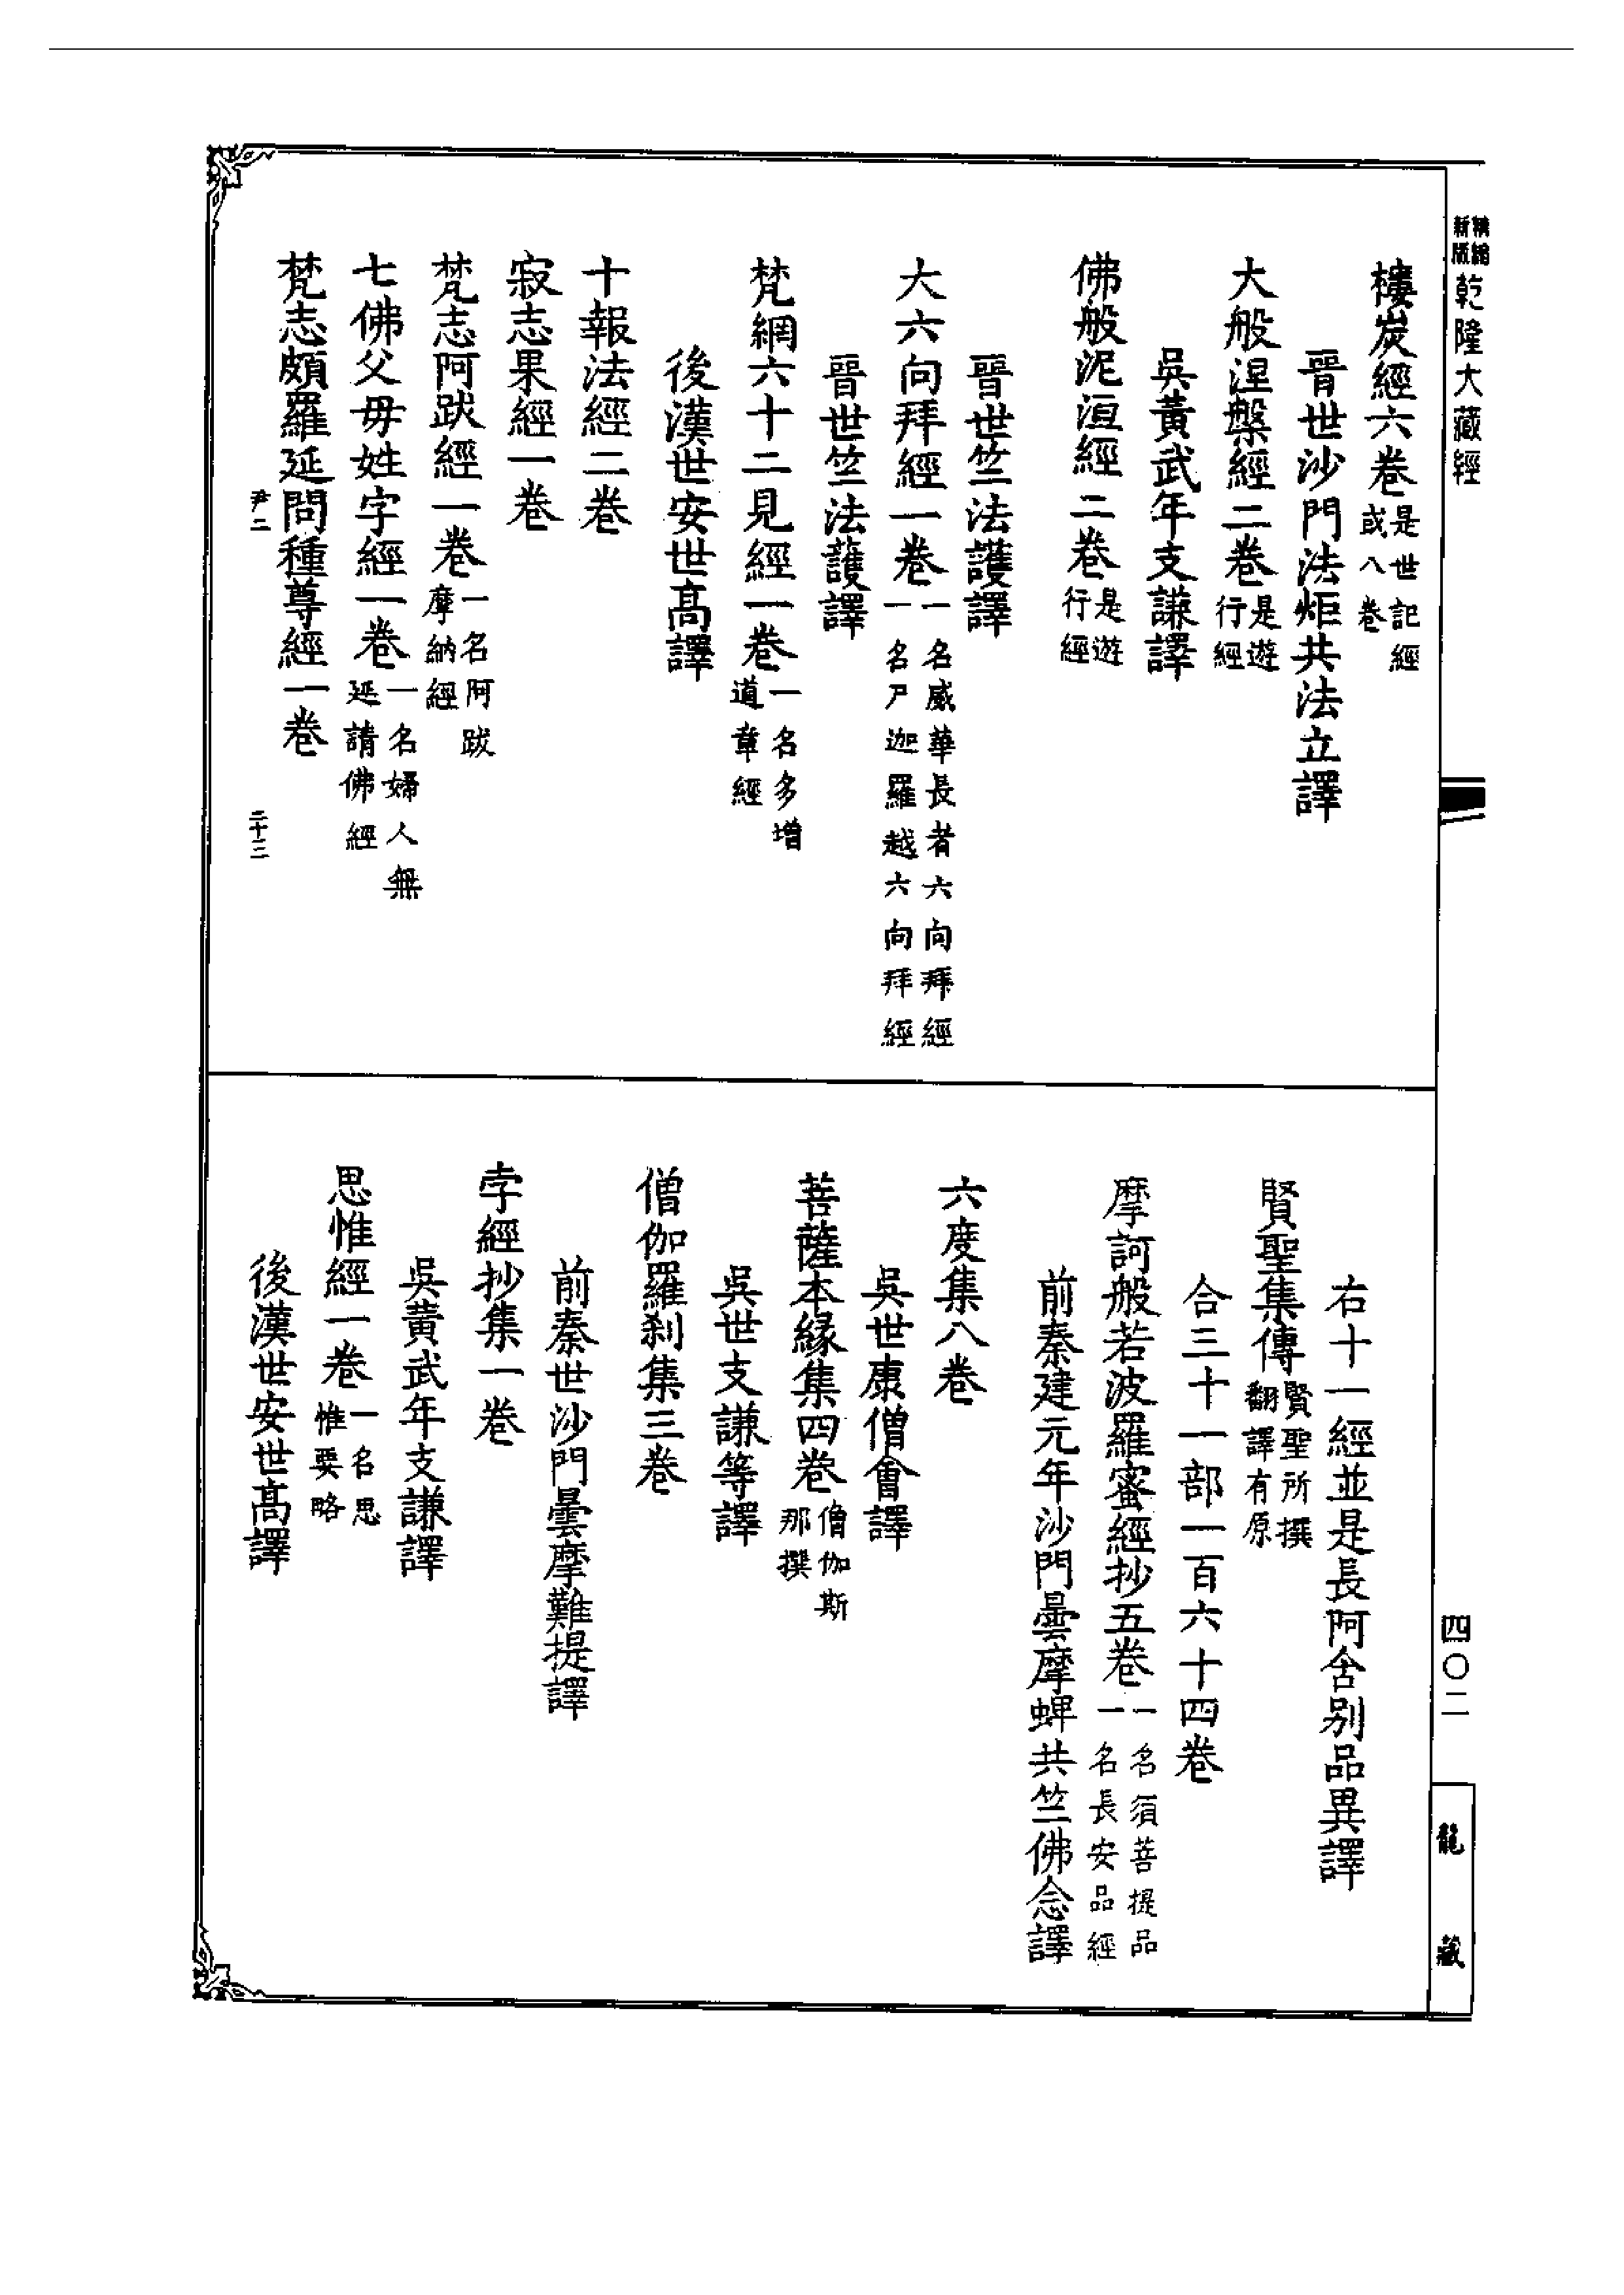 精編新版乾隆大藏經
樓炭經六卷是世記經或八卷
晉世沙門法炬共法立譯
大般涅槃經二卷是遊行經
吳黃武年支謙譯
佛般泥洹經二卷是遊行經
晉世竺法護譯
大六向拜經一卷一名威華長者六向拜經一名尸迦羅越六向拜經
晉世竺法護譯
梵網六十二見經一卷一名多增道章經
後漢世安世高譯
十報法經二卷
寂志果經一卷
梵志阿跋經一卷一名阿跋摩納經
七佛父母姓字經一卷一名婦人無延請佛經
梵志頗羅延問種尊經一卷
尹二
二十三
右十一經並是長阿含別品異譯
賢聖集傳賢聖所撰翻譯有原
合三十一部一百六十四卷
摩訶般若波羅蜜經抄五卷一名須菩提品一名長安品經
前秦建元年沙門曇摩蜱共竺佛念譯
六度集八卷
吳世康僧會譯
菩薩本緣集四卷僧伽斯那撰
吳世支謙等譯
僧伽羅剎集三卷
前秦世沙門曇摩難提譯
孛經抄集一卷
吳黃武年支謙譯
思惟經一卷一名思惟要略
後漢世安世高譯
四〇二
龍藏